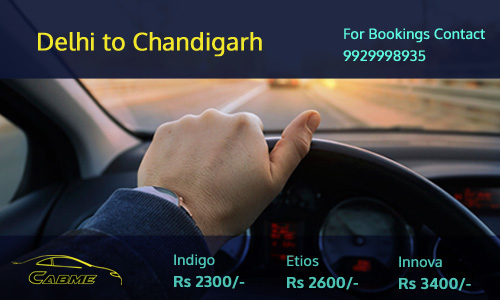 Delhi to Chandigarh
For Bookings Contact
9929998935
Indigo
Rs 2300/-
Etios
Rs 2600/-
Innova
Rs 3400/-
CABME